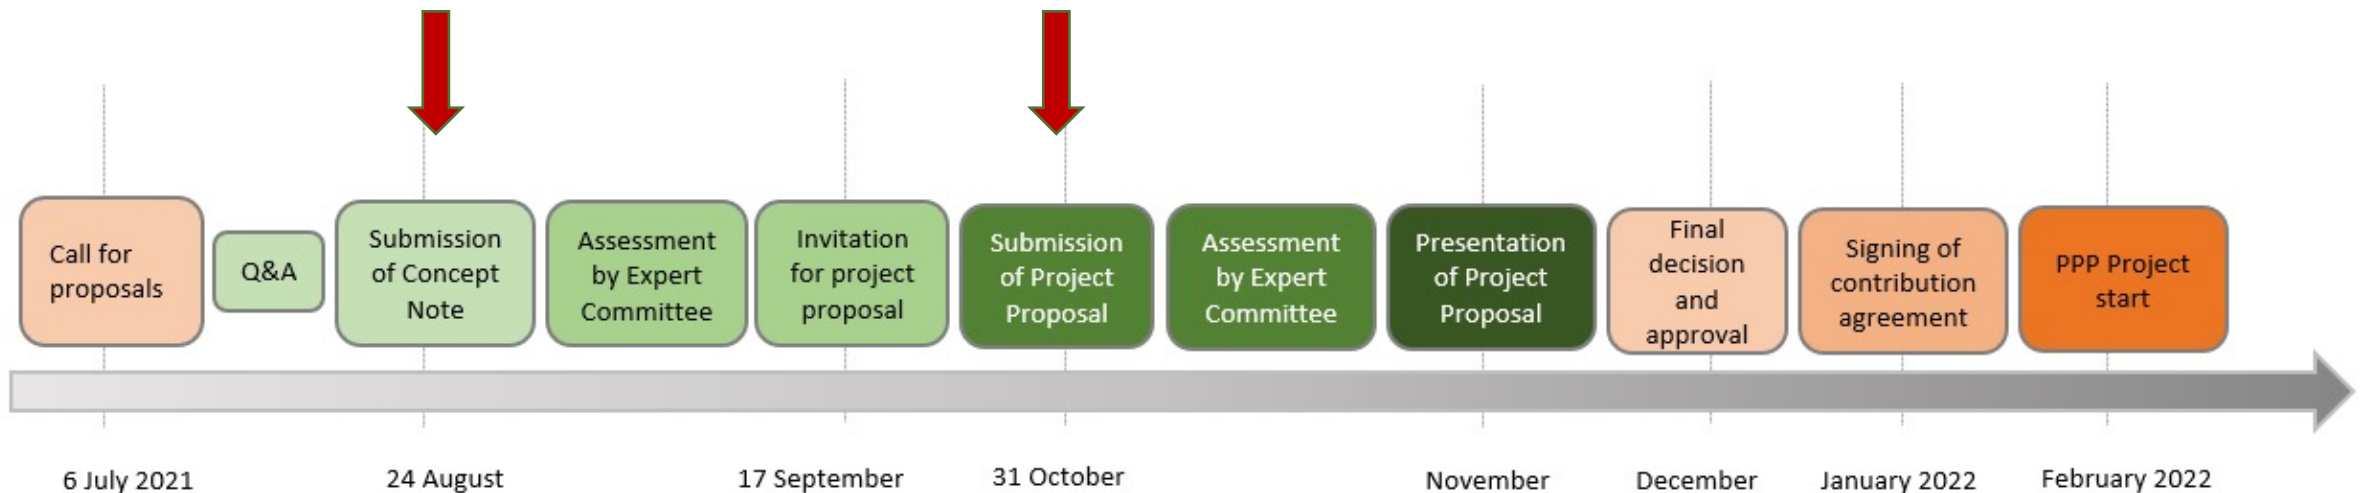 Call for
proposals
Q&A
Submission
of Concept
Note
Assessment
by Expert
Committee
Invitation
for project
proposal
Submission
of Project
Proposal
Assessment
by Expert
Committee
Presentation
of Project
Proposal
Final
decision
and
approval
Signing of
contribution
agreement
PPP Project
start
6 July 2021
24 August
17 September
31 October
November
December
January 2022
February 2022